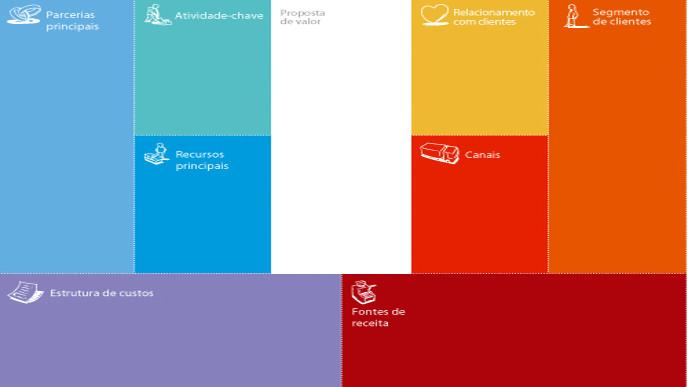 Parcerias
principais
Atividade-chave
Proposta
de valor
Relacionamento
com clientes
Segmento
de clientes
Recursos
principais
Canais
Estrutura de custos
Fontes de
receita